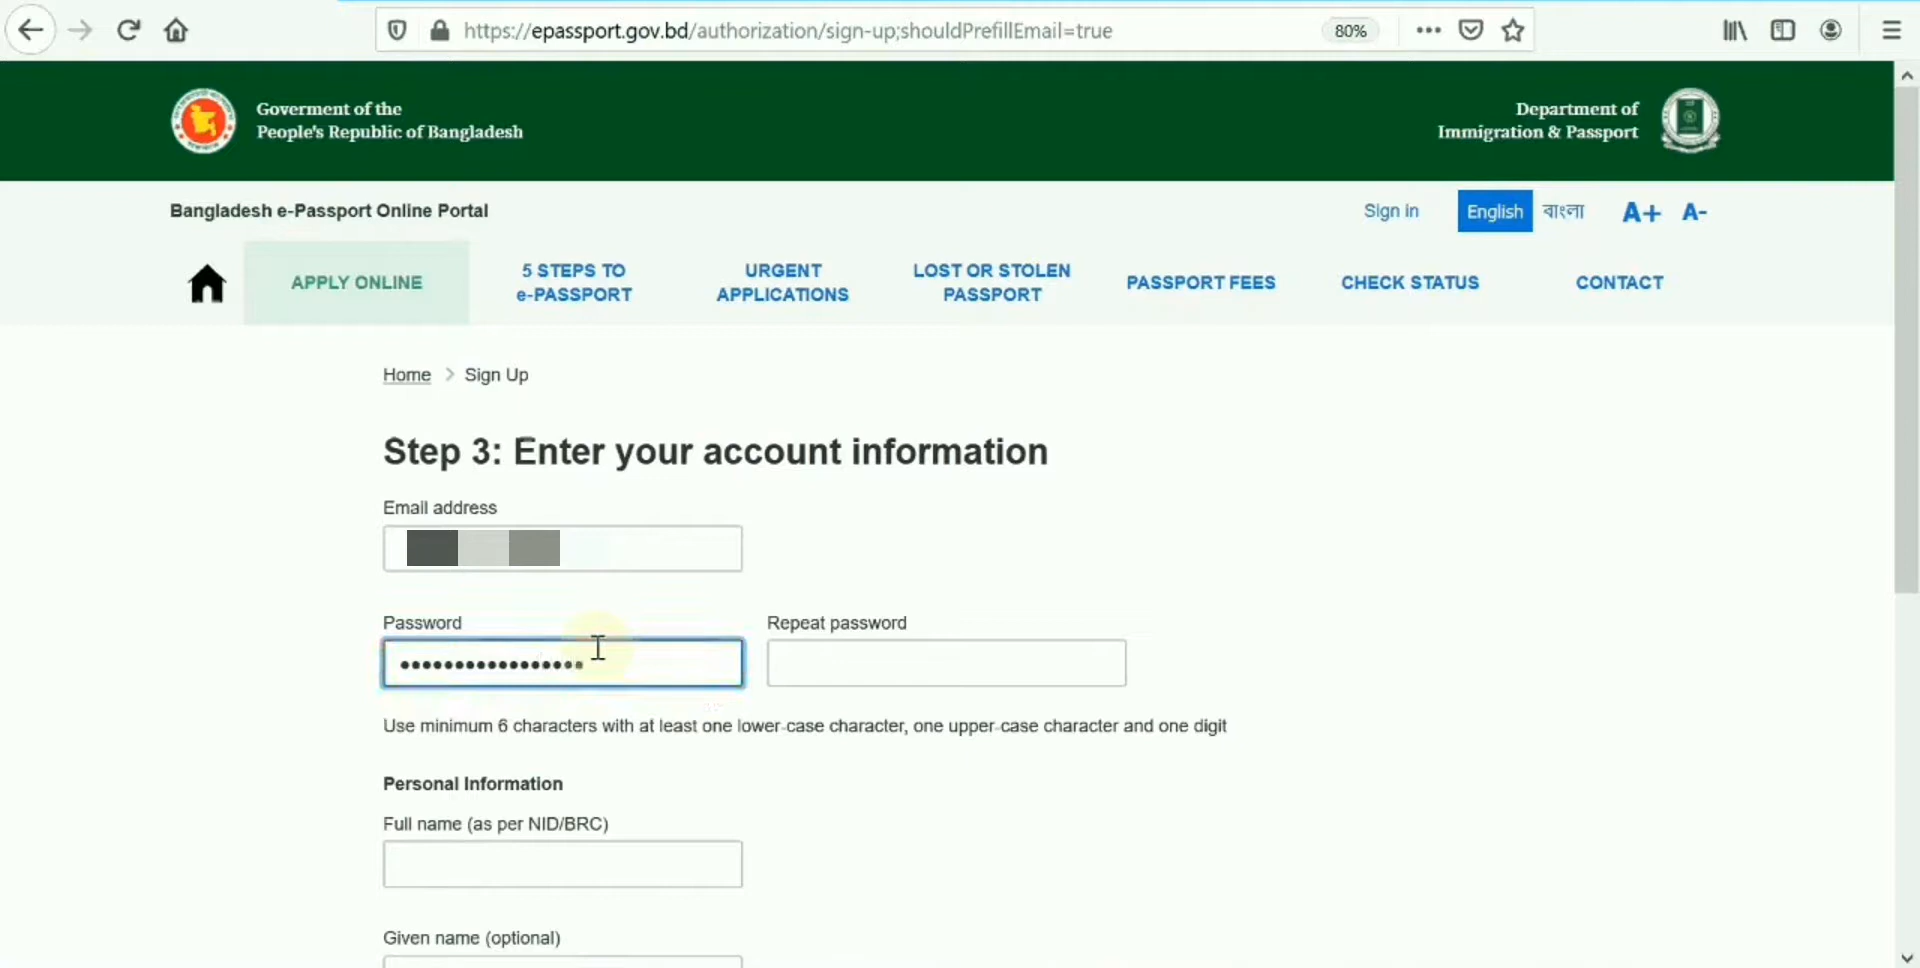 https://epassport.gov.bd/authorization/sign-up;shouldPrefillEmail=true
80%
Goverment of the
People's Republic of Bangladesh
Department of
Immigration & Passport
Bangladesh e-Passport Online Portal
Sign in
English
বাংলা
A+
A-
APPLY ONLINE
5 STEPS TO
e-PASSPORT
URGENT
APPLICATIONS
LOST OR STOLEN
PASSPORT
PASSPORT FEES
CHECK STATUS
CONTACT
Home > Sign Up
Step 3: Enter your account information
Email address
Password
Repeat password
Use minimum 6 characters with at least one lower-case character, one upper-case character and one digit
Personal Information
Full name (as per NID/BRC)
Given name (optional)